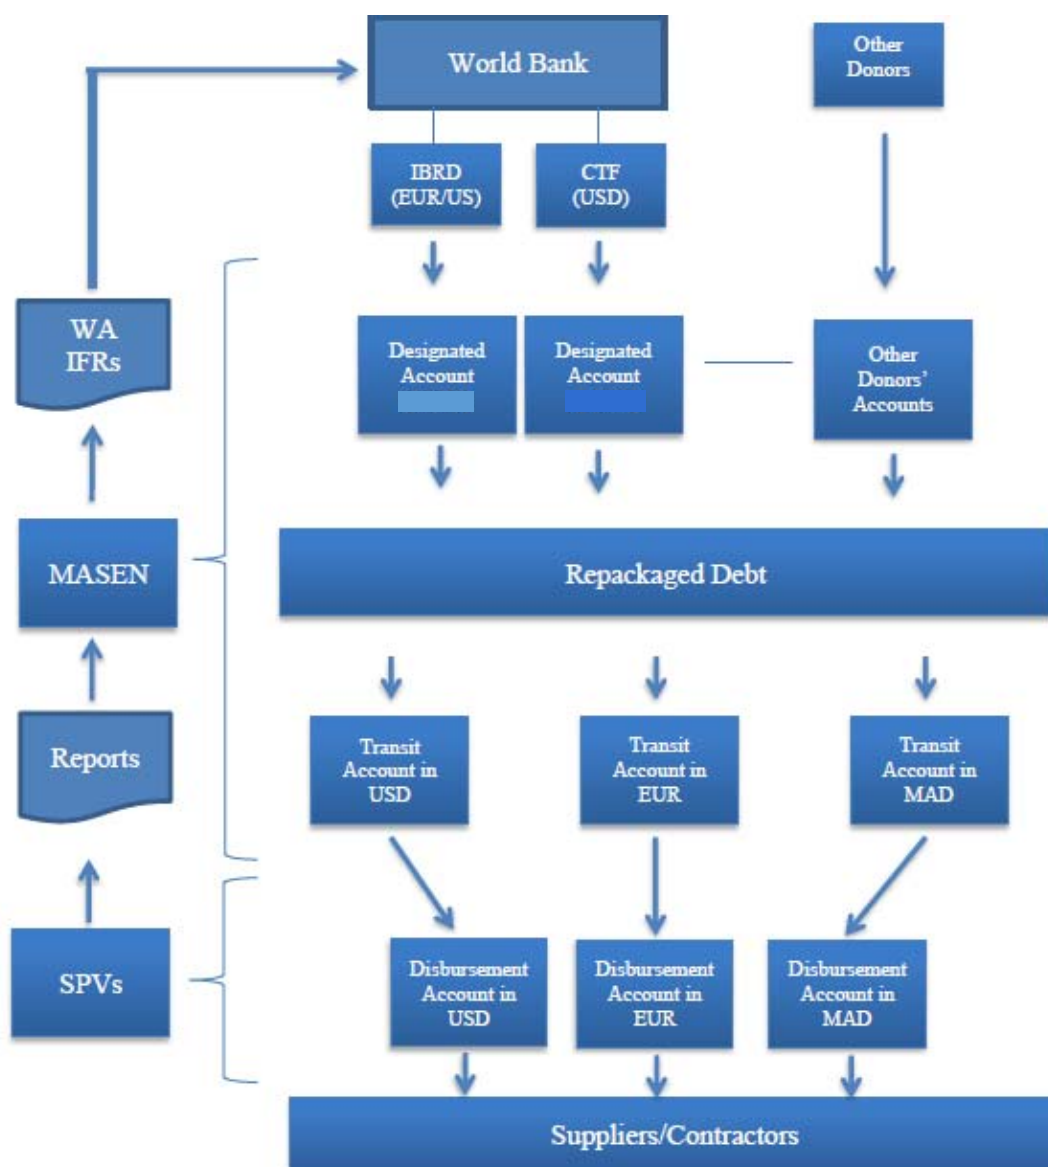 World Bank
Other
Donors
IBRD
(EUR/US)
CTF
(USD)
WA
IFRs
Designated
Account
Designated
Account
Other
Donors'
Accounts
MASEN
Repackaged Debt
Reports
Transit
Account in
USD
Transit
Account in
EUR
Transit
Account in
MAD
SPVs
Disbursement
Account in
USD
Disbursement
Account in
EUR
Disbursement
Account in
MAD
Suppliers/Contractors